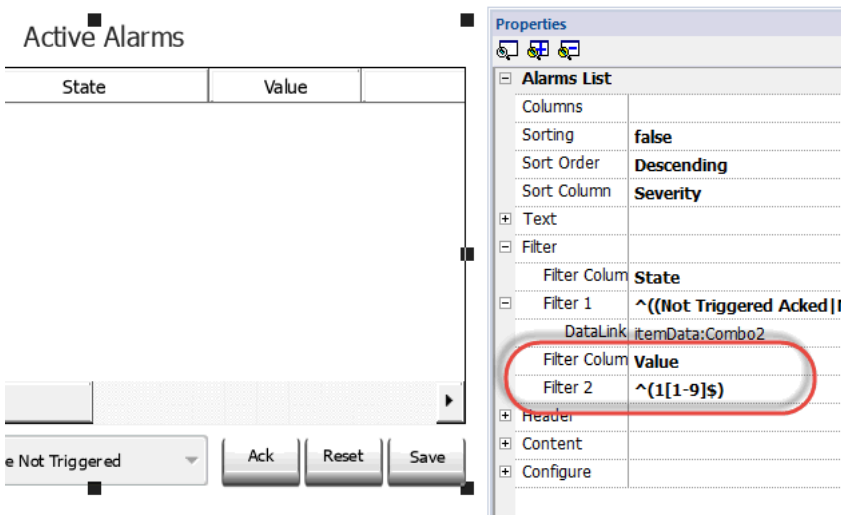 Active Alarms
State Value
e Not Triggered Ack Reset Save
Properties
Alarms List
Columns
Sorting false
Sort Order Descending
Sort Column Severity
Text
Filter
Filter Colum State
Filter 1 ^((Not Triggered Acked|
DataLink itemData:Combo2
Filter Colum Value
Filter 2 ^(1[1-9]$)
Header
Content
Configure